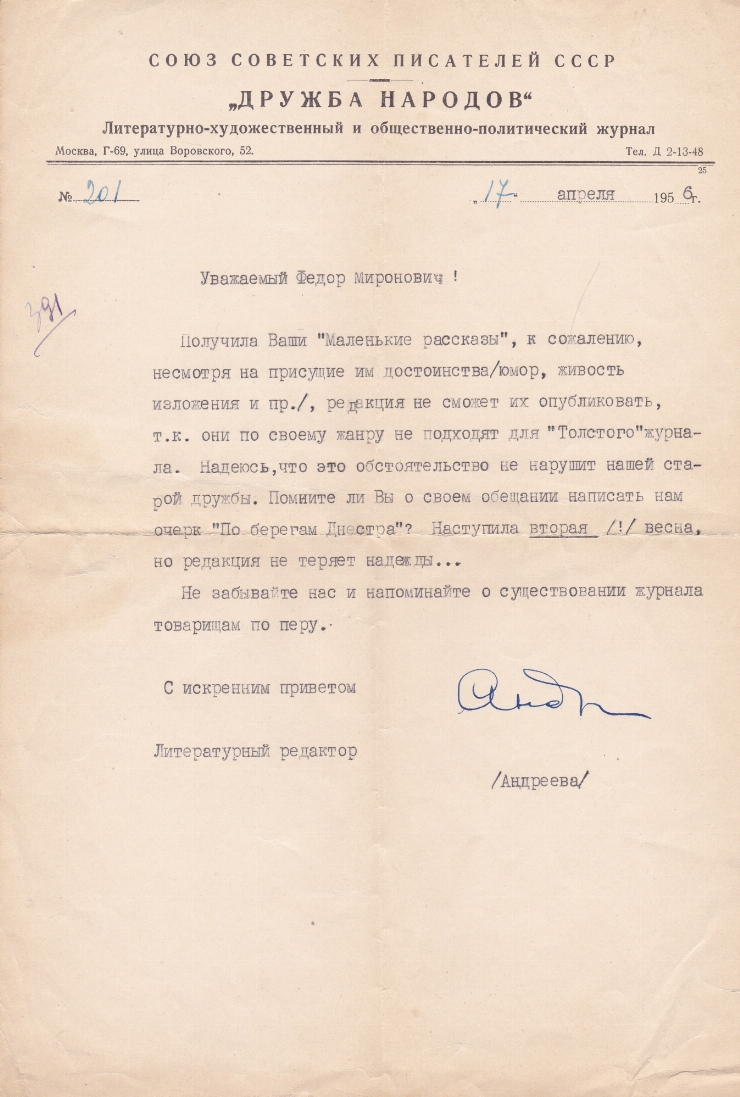 СОЮЗ СОВЕТСКИХ ПИСАТЕЛЕЙ СССР
„ДРУЖБА НАРОДОВ“
Литературно-художественный и общественно-политический журнал
Москва, Г-69, улица Воровского, 52. Тел. Д 2-13-48
25
№ 201 „17“ апреля 1956г.
Уважаемый Федор Миронович !
391
Получила Ваши "Маленькие рассказы", к сожалению,
несмотря на присущие им достоинства/юмор, живость
изложения и пр./, редакция не сможет их опубликовать,
т.к. они по своему жанру не подходят для "Толстого"журна-
ла. Надеюсь,что это обстоятельство не нарушит нашей ста-
рой дружбы. Помните ли Вы о своем обещании написать нам
очерк "По берегам Днестра"? Наступила вторая /!/ весна,
но редакция не теряет надежды...
Не забывайте нас и напоминайте о существовании журнала
товарищам по перу.
С искренним приветом
Андр
Литературный редактор
/Андреева/